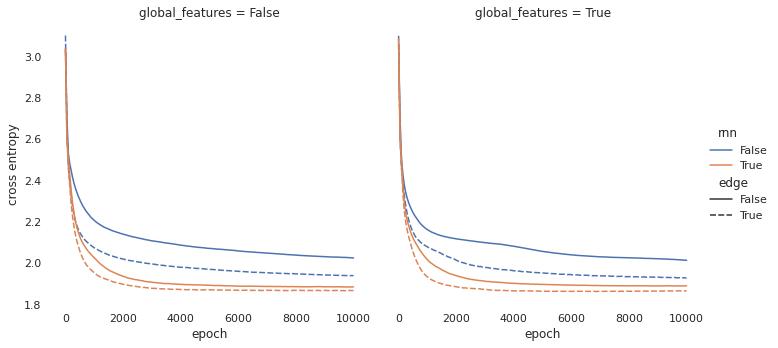 global_features = False
global_features = True
cross entropy
3.0
2.8
2.6
2.4
2.2
2.0
1.8
0 2000 4000 6000 8000 10000
epoch
0 2000 4000 6000 8000 10000
epoch
rnn
False
True
edge
False
True